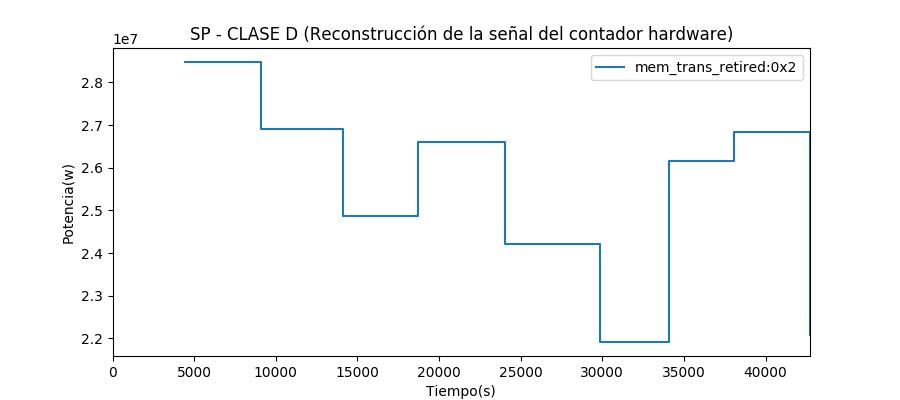 SP - CLASE D (Reconstrucción de la señal del contador hardware)
1e7
mem_trans_retired:0x2
2.8
2.7
2.6
2.5
2.4
2.3
2.2
Potencia(w)
0 5000 10000 15000 20000 25000 30000 35000 40000
Tiempo(s)